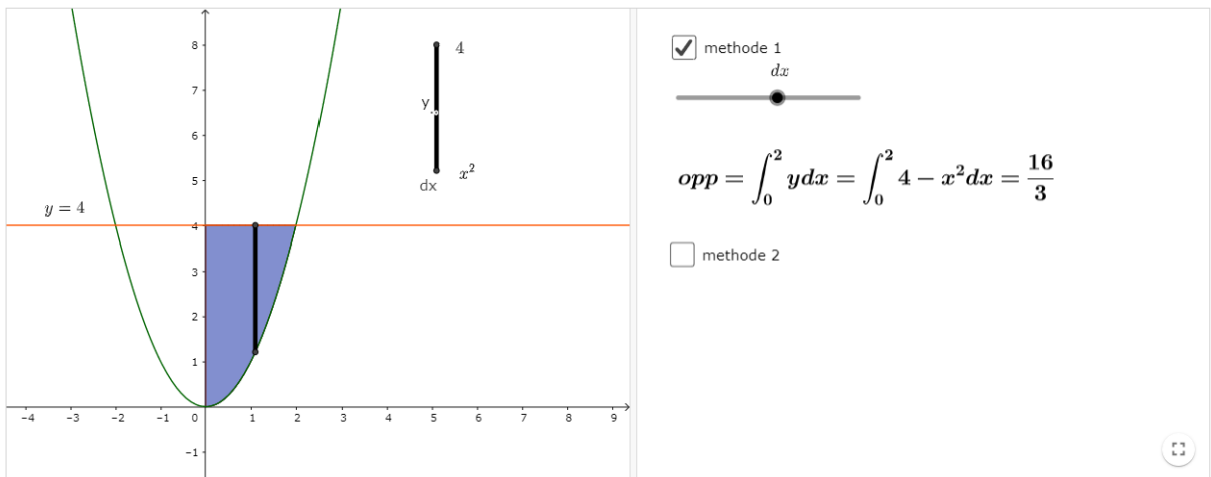 8
7
6
5
4
3
2
1
-1
-4 -3 -2 -1 0 1 2 3 4 5 6 7 8 9
y = 4
4
y
x²
dx
methode 1
dx
opp = ∫₀² ydx = ∫₀² 4 − x²dx = 16/3
methode 2